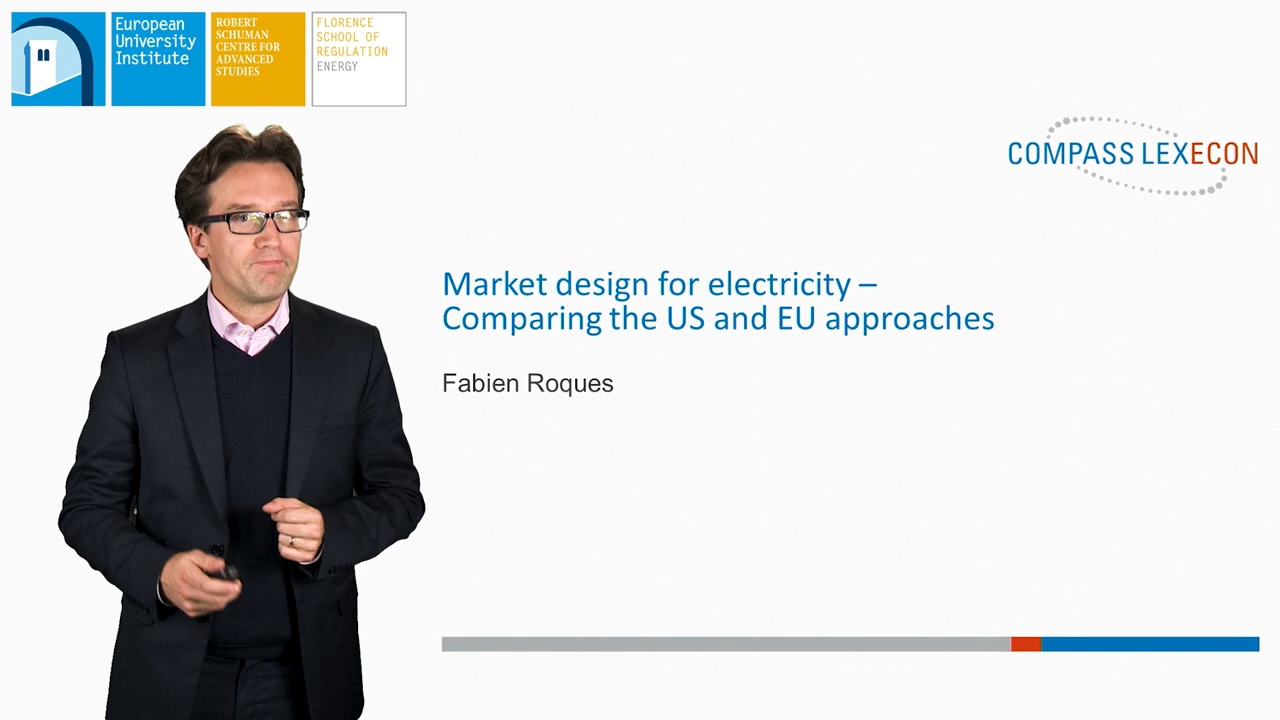 European
University
Institute
ROBERT
SCHUMAN
CENTRE FOR
ADVANCED
STUDIES
FLORENCE
SCHOOL OF
REGULATION
ENERGY
COMPASS LEXECON
Market design for electricity –
Comparing the US and EU approaches
Fabien Roques